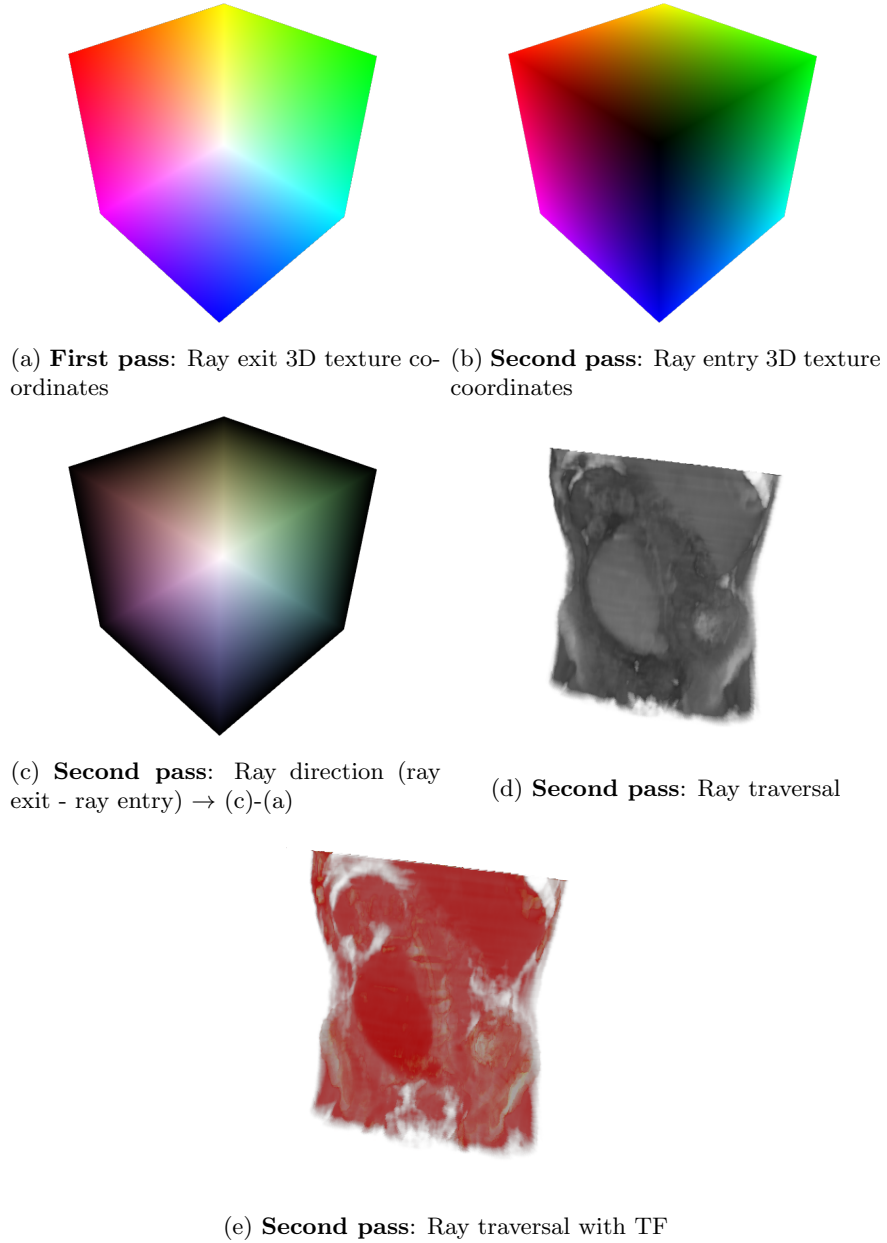 (a) First pass: Ray exit 3D texture co-
ordinates
(b) Second pass: Ray entry 3D texture
coordinates
(c) Second pass: Ray direction (ray
exit - ray entry) → (c)-(a)
(d) Second pass: Ray traversal
(e) Second pass: Ray traversal with TF